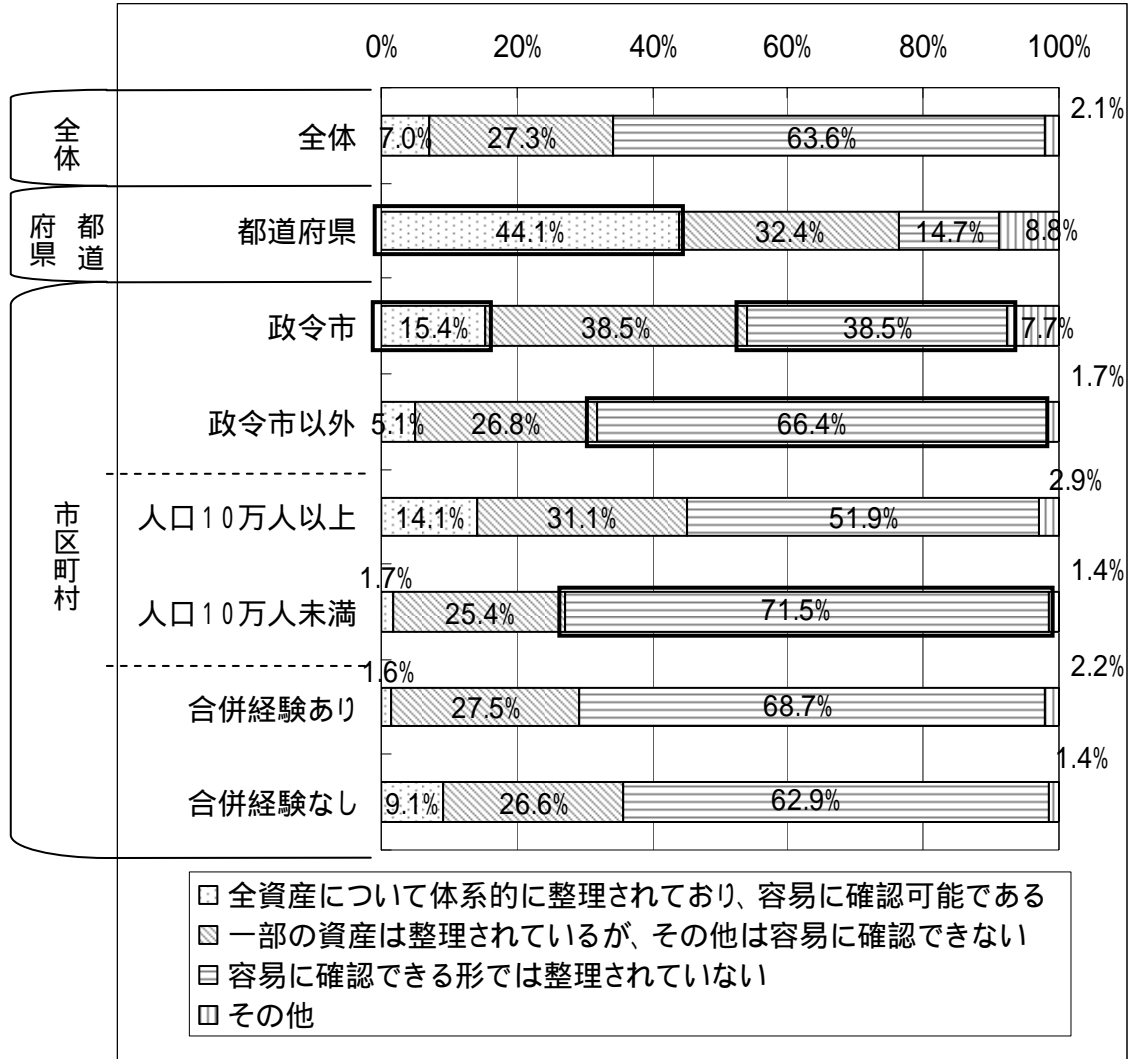 0% 20% 40% 60% 80% 100%
全体
全体 7.0% 27.3% 63.6% 2.1%
都道府県
都道府県 44.1% 32.4% 14.7% 8.8%
市区町村
政令市 15.4% 38.5% 38.5% 7.7%
政令市以外 5.1% 26.8% 66.4% 1.7%
人口10万人以上 14.1% 31.1% 51.9% 2.9%
人口10万人未満 1.7% 25.4% 71.5% 1.4%
合併経験あり 1.6% 27.5% 68.7% 2.2%
合併経験なし 9.1% 26.6% 62.9% 1.4%
全資産について体系的に整理されており、容易に確認可能である
一部の資産は整理されているが、その他は容易に確認できない
容易に確認できる形では整理されていない
その他